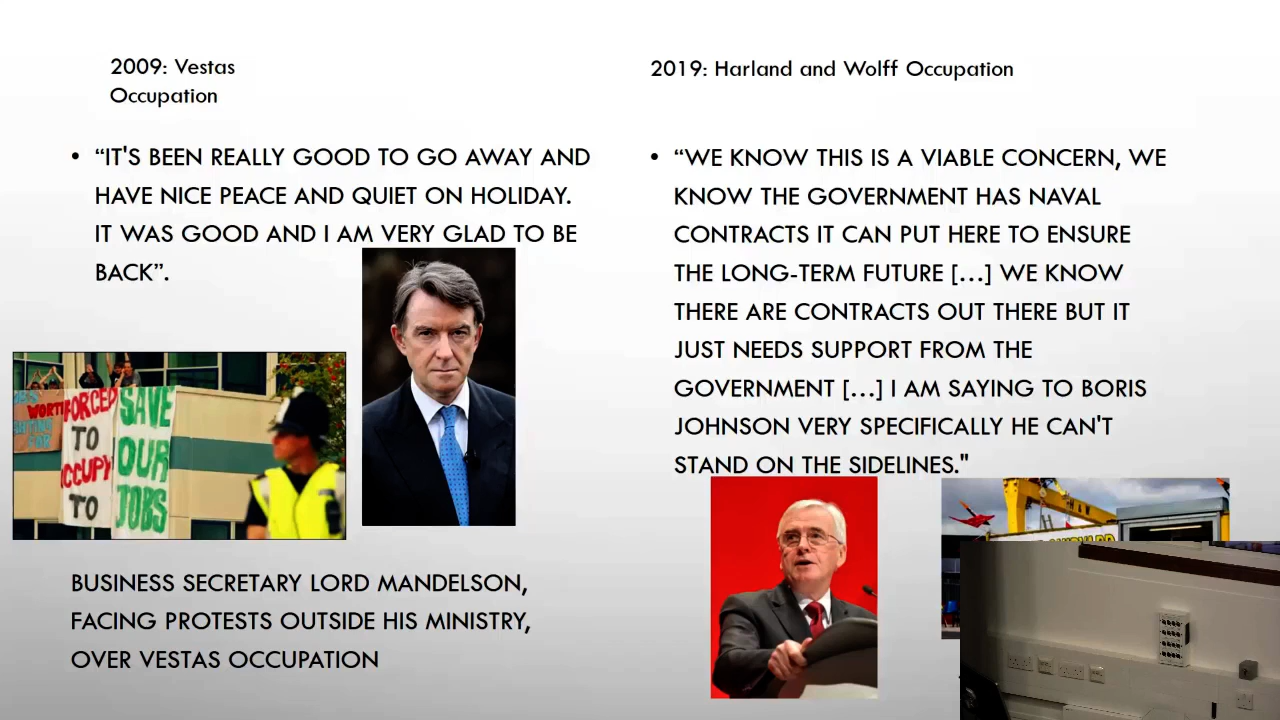 2009: Vestas
Occupation
2019: Harland and Wolff Occupation
• “IT'S BEEN REALLY GOOD TO GO AWAY AND
HAVE NICE PEACE AND QUIET ON HOLIDAY.
IT WAS GOOD AND I AM VERY GLAD TO BE
BACK”.
• “WE KNOW THIS IS A VIABLE CONCERN, WE
KNOW THE GOVERNMENT HAS NAVAL
CONTRACTS IT CAN PUT HERE TO ENSURE
THE LONG-TERM FUTURE […] WE KNOW
THERE ARE CONTRACTS OUT THERE BUT IT
JUST NEEDS SUPPORT FROM THE
GOVERNMENT […] I AM SAYING TO BORIS
JOHNSON VERY SPECIFICALLY HE CAN'T
STAND ON THE SIDELINES."
FORCED
TO
OCCUPY
TO
SAVE
OUR
JOBS
H & W
BUSINESS SECRETARY LORD MANDELSON,
FACING PROTESTS OUTSIDE HIS MINISTRY,
OVER VESTAS OCCUPATION